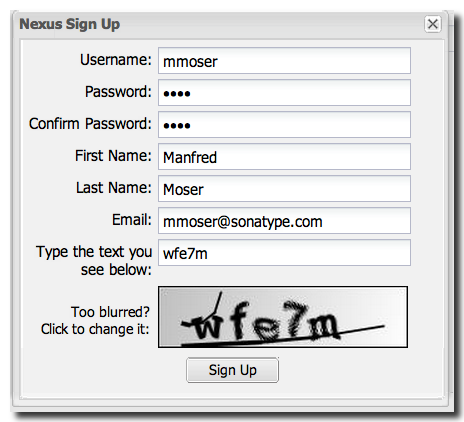 Nexus Sign Up
Username: mmoser
Password: ••••
Confirm Password: ••••
First Name: Manfred
Last Name: Moser
Email: mmoser@sonatype.com
Type the text you see below: wfe7m
Too blurred?
Click to change it: wfe7m
Sign Up